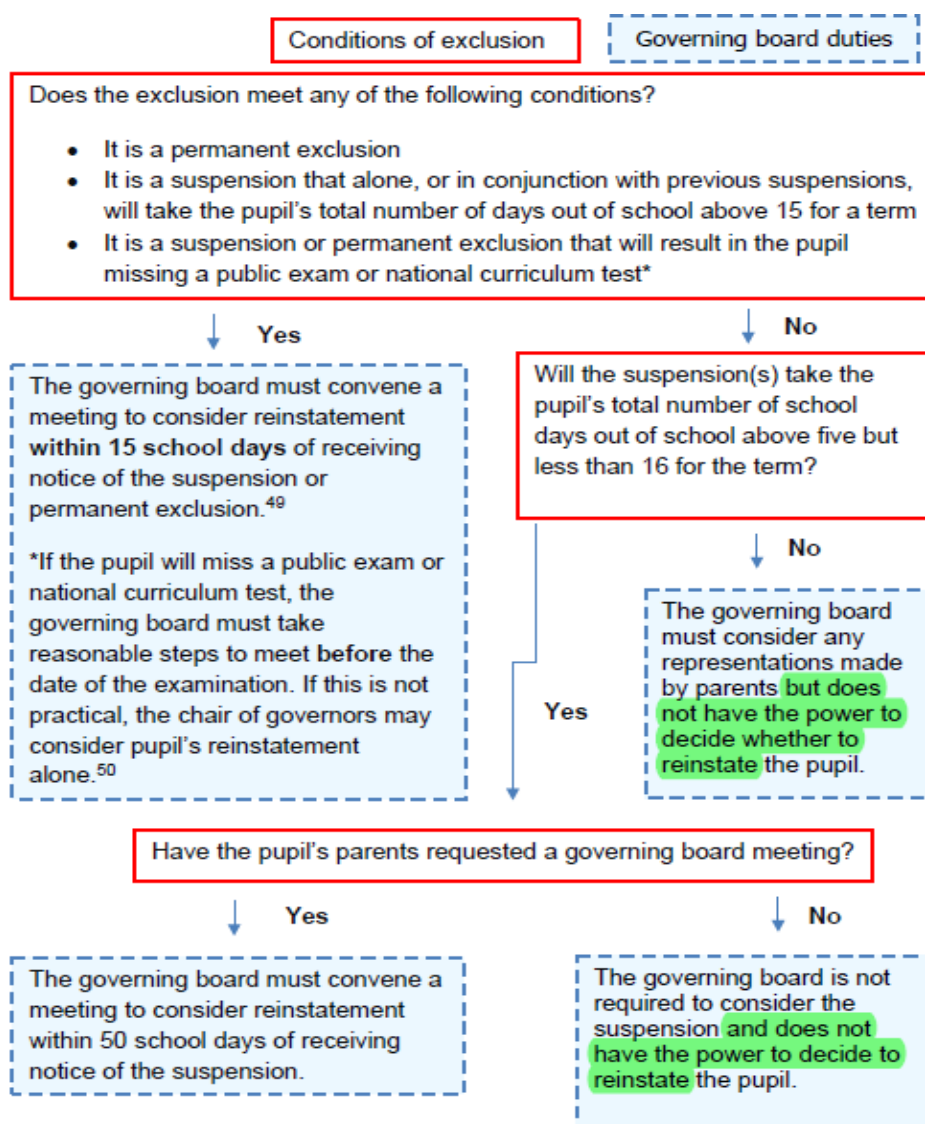 Conditions of exclusion
Governing board duties
Does the exclusion meet any of the following conditions?
• It is a permanent exclusion
• It is a suspension that alone, or in conjunction with previous suspensions,
will take the pupil's total number of days out of school above 15 for a term
• It is a suspension or permanent exclusion that will result in the pupil
missing a public exam or national curriculum test*
Yes
No
The governing board must convene a
meeting to consider reinstatement
within 15 school days of receiving
notice of the suspension or
permanent exclusion.49
*If the pupil will miss a public exam or
national curriculum test, the
governing board must take
reasonable steps to meet before the
date of the examination. If this is not
practical, the chair of governors may
consider pupil's reinstatement
alone.50
Will the suspension(s) take the
pupil's total number of school
days out of school above five but
less than 16 for the term?
No
The governing board
must consider any
representations made
by parents but does
not have the power to
decide whether to
reinstate the pupil.
Yes
Have the pupil's parents requested a governing board meeting?
Yes
No
The governing board must convene a
meeting to consider reinstatement
within 50 school days of receiving
notice of the suspension.
The governing board is not
required to consider the
suspension and does not
have the power to decide to
reinstate the pupil.